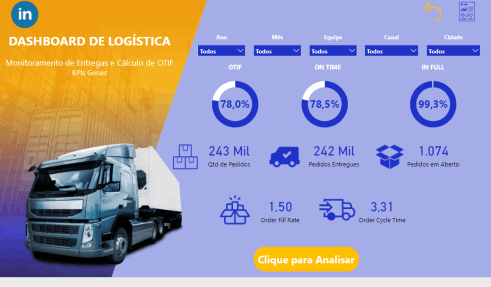 in
DASHBOARD DE LOGÍSTICA
Monitoramento de Entregas e Cálculo de OTIF
KPIs Gerais
Ano Mês Equipe Canal Cidade
Todos Todos Todos Todos Todos
OTIF ON TIME IN FULL
78,0% 78,5% 99,3%
243 Mil 242 Mil 1.074
Qtd de Pedidos Pedidos Entregues Pedidos em Aberto
1,50 3,31
Order Fill Rate Order Cycle Time
Clique para Analisar